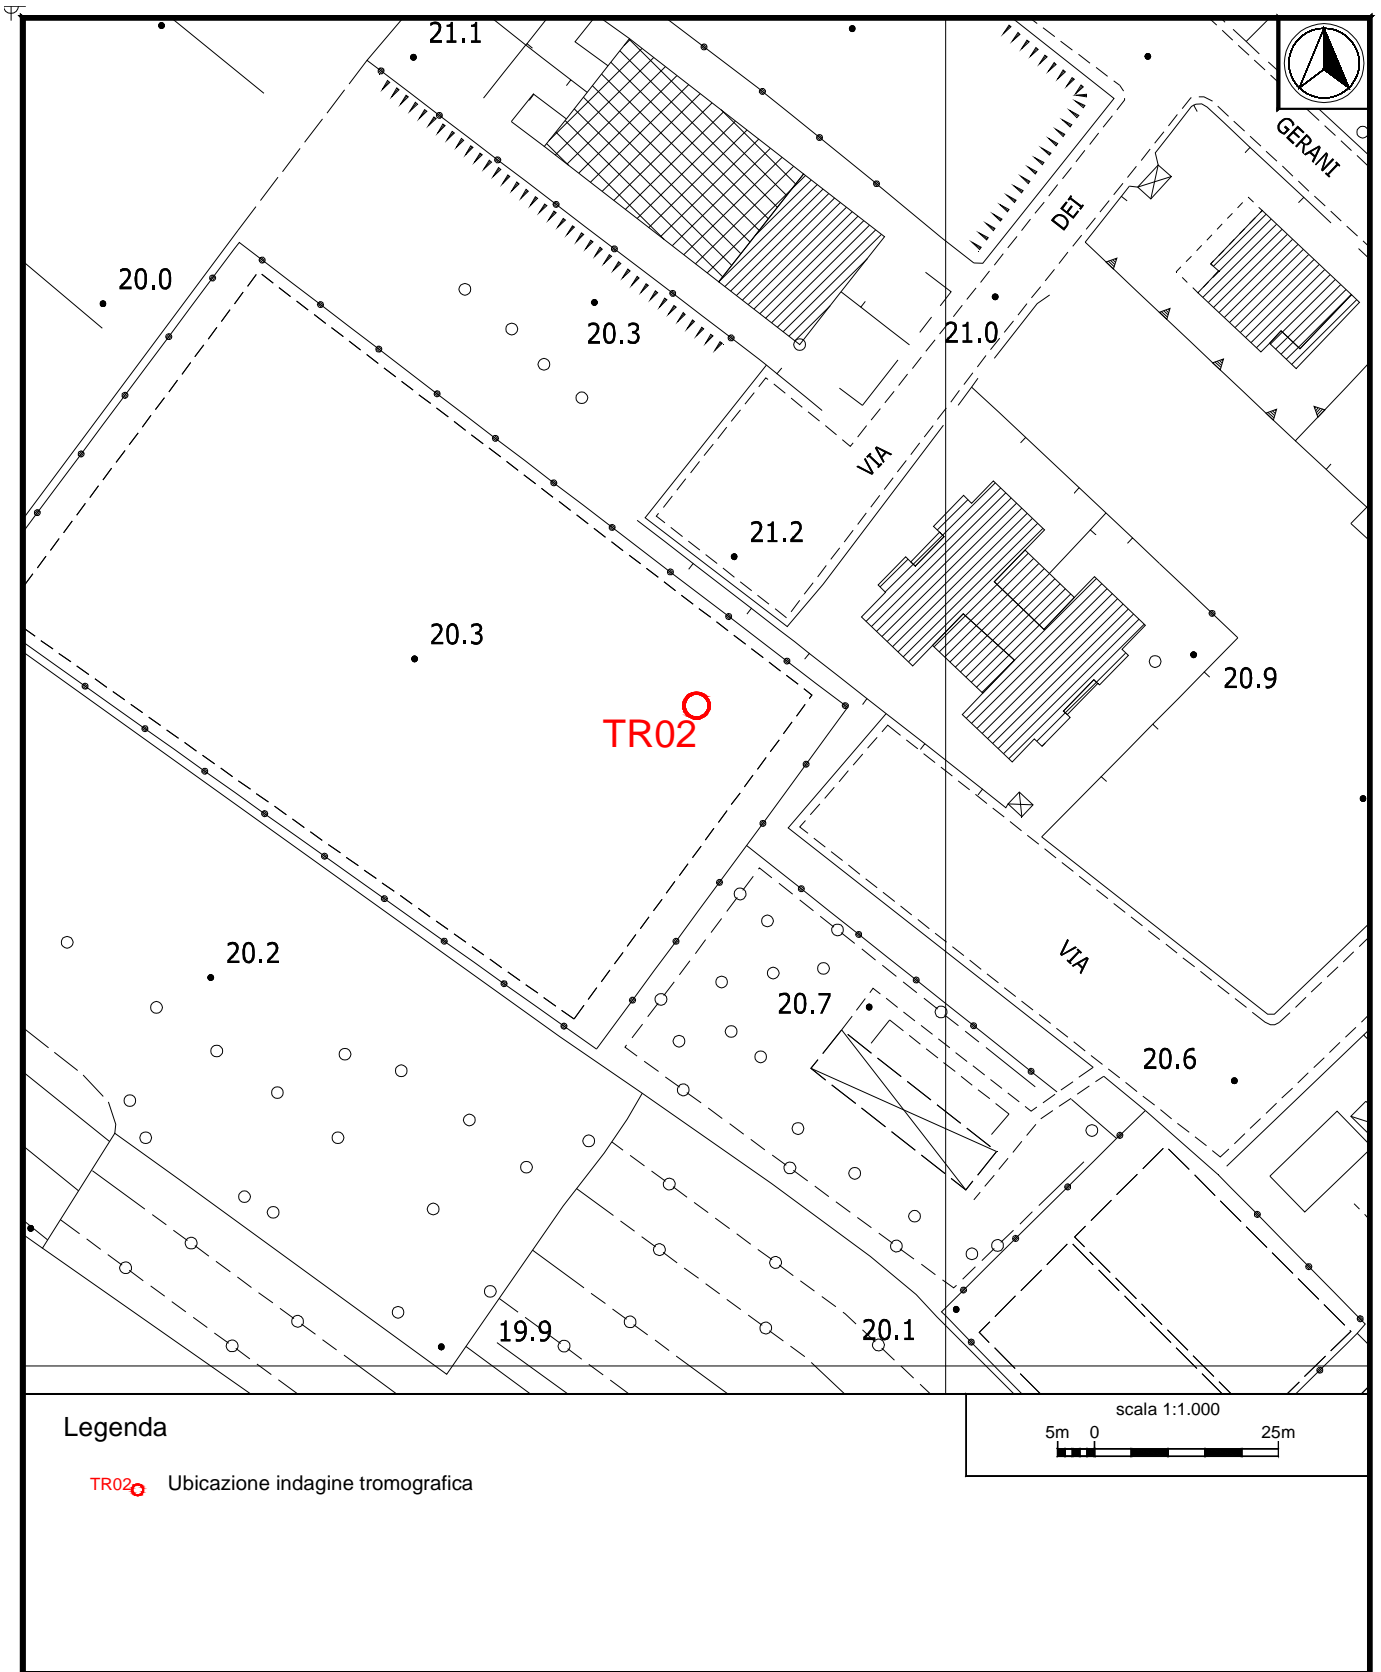 21.1
GERANI
DEI
20.0
20.3
21.0
VIA
21.2
20.3
20.9
TR02
20.2
VIA
20.7
20.6
19.9
20.1
Legenda
scala 1:1.000
5m 0 25m
TR02 Ubicazione indagine tromografica